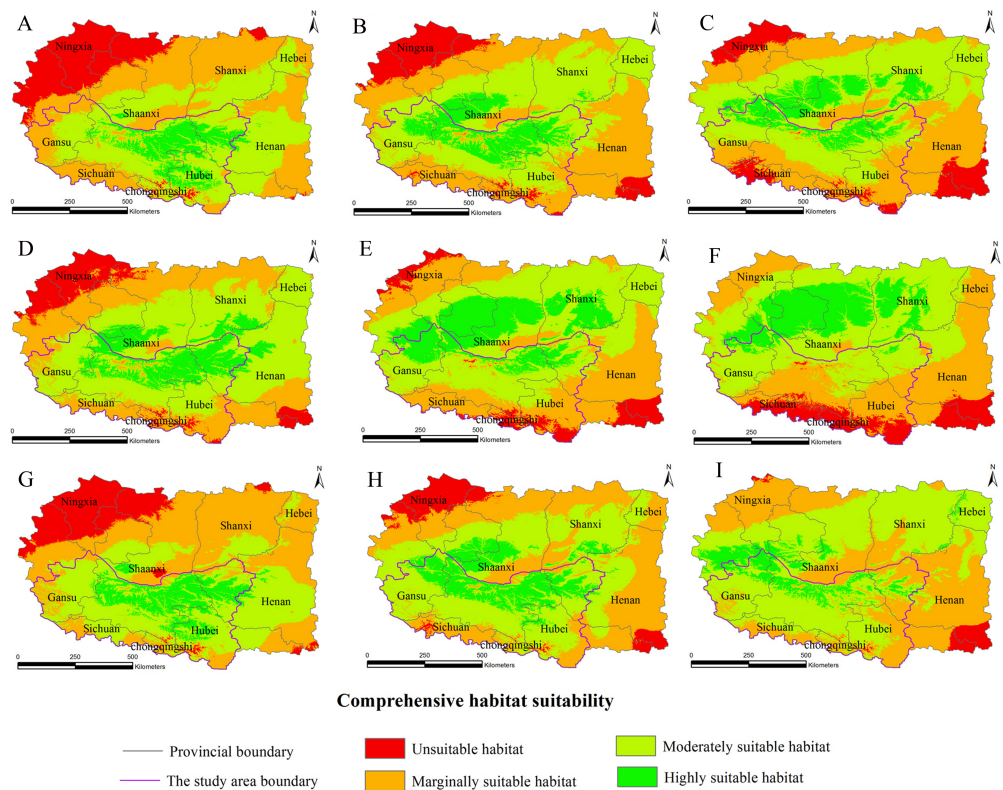 A
N
Ningxia
Hebei
Shanxi
Shaanxi
Gansu
Henan
Sichuan
Hubei
chongqingshi
0 250 500
Kilometers
B
N
Ningxia
Hebei
Shanxi
Shaanxi
Gansu
Henan
Sichuan
Hubei
chongqingshi
0 250 500
Kilometers
C
N
Ningxia
Hebei
Shanxi
Shaanxi
Gansu
Henan
Sichuan
Hubei
chongqingshi
0 250 500
Kilometers
D
N
Ningxia
Hebei
Shanxi
Shaanxi
Gansu
Henan
Sichuan
Hubei
chongqingshi
0 250 500
Kilometers
E
N
Ningxia
Hebei
Shanxi
Shaanxi
Gansu
Henan
Sichuan
Hubei
chongqingshi
0 250 500
Kilometers
F
N
Ningxia
Hebei
Shanxi
Shaanxi
Gansu
Henan
Sichuan
Hubei
chongqingshi
0 250 500
Kilometers
G
N
Ningxia
Hebei
Shanxi
Shaanxi
Gansu
Henan
Sichuan
Hubei
chongqingshi
0 250 500
Kilometers
H
N
Ningxia
Hebei
Shanxi
Shaanxi
Gansu
Henan
Sichuan
Hubei
chongqingshi
0 250 500
Kilometers
I
N
Ningxia
Hebei
Shanxi
Shaanxi
Gansu
Henan
Sichuan
Hubei
chongqingshi
0 250 500
Kilometers
Comprehensive habitat suitability
Provincial boundary
Unsuitable habitat
Moderately suitable habitat
The study area boundary
Marginally suitable habitat
Highly suitable habitat